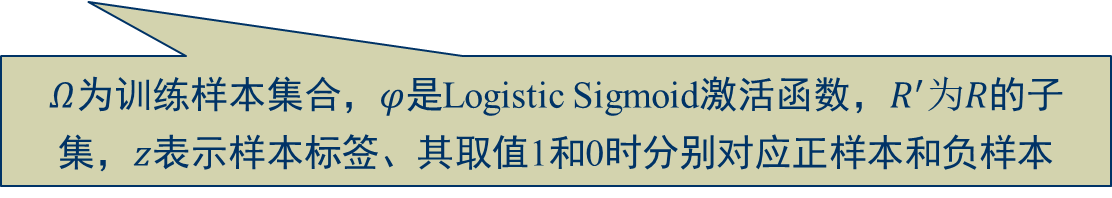 Ω为训练样本集合，φ是Logistic Sigmoid激活函数，R′为R的子
集，z表示样本标签、其取值1和0时分别对应正样本和负样本